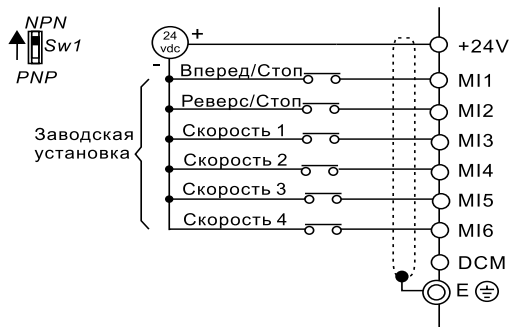 NPN
Sw1
PNP
24
vdc
+
-
+24V
Вперед/Стоп
MI1
Реверс/Стоп
MI2
Заводская
установка
Скорость 1
MI3
Скорость 2
MI4
Скорость 3
MI5
Скорость 4
MI6
DCM
E